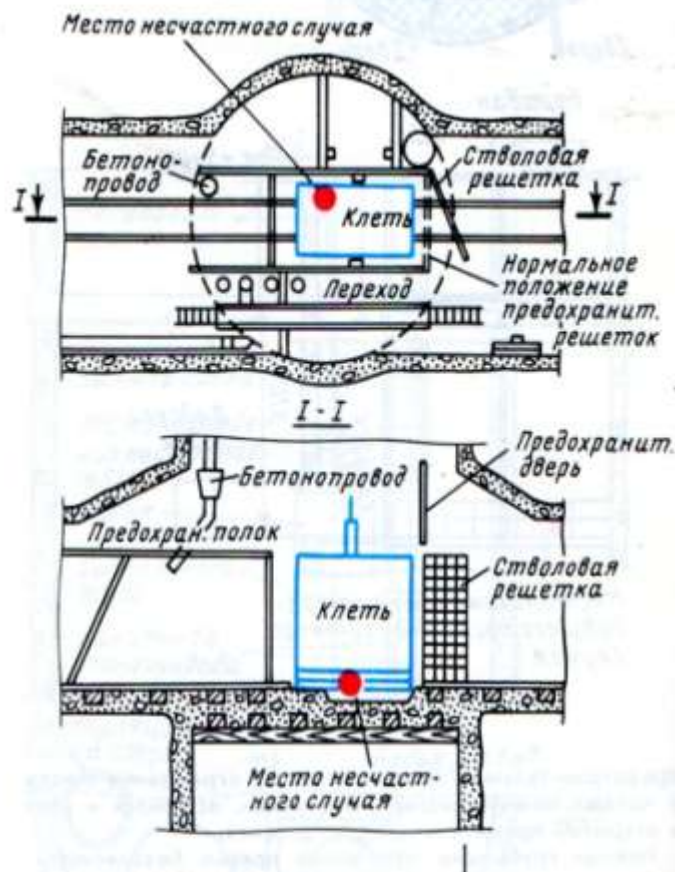 Место несчастного случая
Бетоно-
провод
Стволовая
решетка
I
I
Клеть
Нормальное
положение
предохранит.
решеток
Переход
I - I
Предохранит.
дверь
Бетонопровод
Предохран. полок
Стволовая
решетка
Клеть
Место несчаст-
ного случая